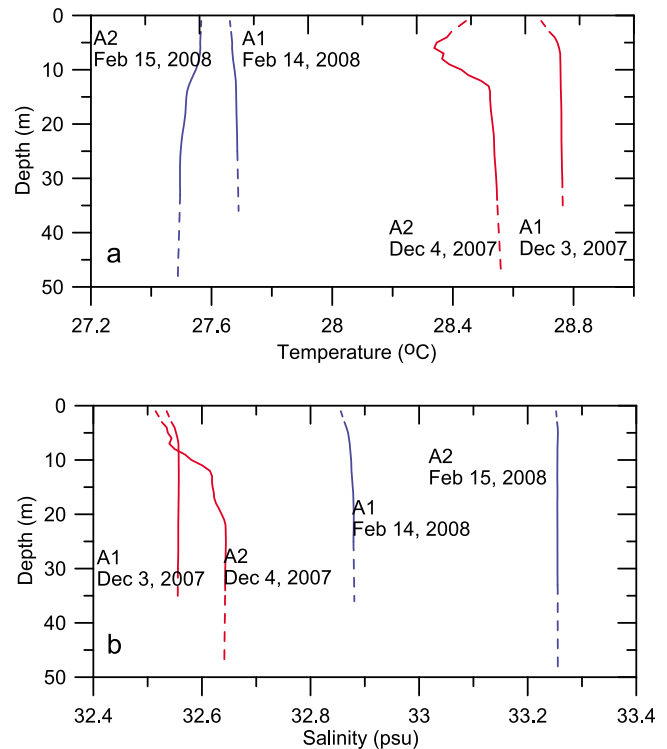 0
10
20
30
40
50
Depth (m)
A2
Feb 15, 2008
A1
Feb 14, 2008
A2
Dec 4, 2007
A1
Dec 3, 2007
a
27.2
27.6
28
28.4
28.8
Temperature (ºC)
0
10
20
30
40
50
Depth (m)
A2
Feb 15, 2008
A1
Feb 14, 2008
A1
Dec 3, 2007
A2
Dec 4, 2007
b
32.4
32.6
32.8
33
33.2
33.4
Salinity (psu)